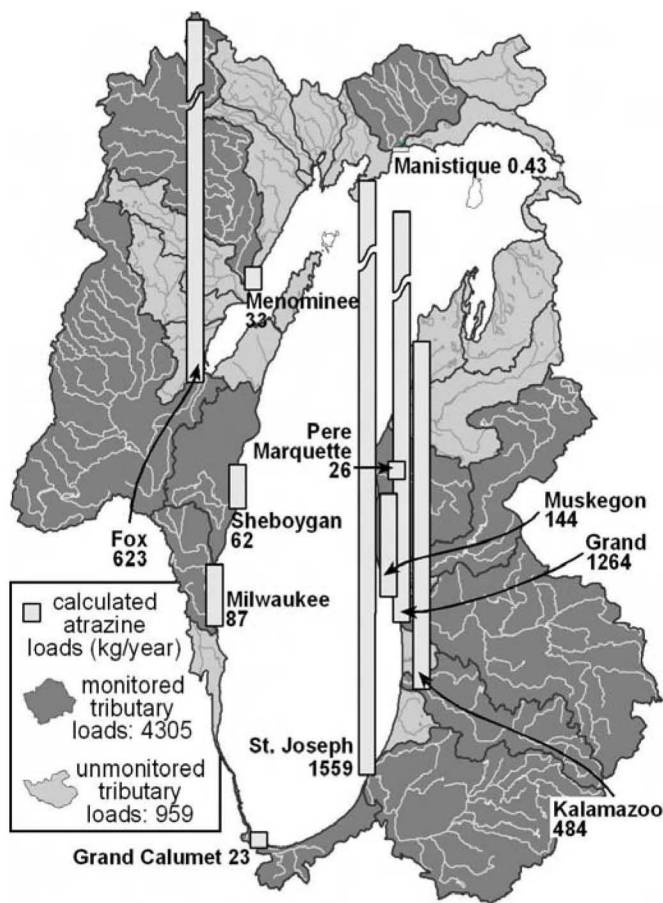 Manistique 0.43
Menominee
33
Pere
Marquette
26
Muskegon
144
Grand
1264
Sheboygan
62
Fox
623
Milwaukee
87
calculated
atrazine
loads (kg/year)
monitored
tributary
loads: 4305
unmonitored
tributary
loads: 959
St. Joseph
1559
Kalamazoo
484
Grand Calumet 23